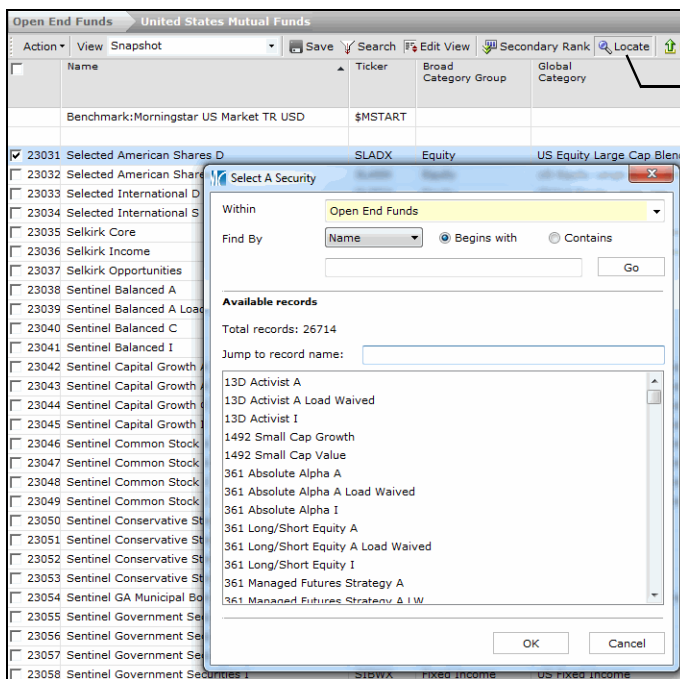 Open End Funds United States Mutual Funds
Action View Snapshot Save Search Edit View Secondary Rank Locate
Name Ticker Broad Category Group Global Category
Benchmark:Morningstar US Market TR USD $MSTART
23031 Selected American Shares D SLADX Equity US Equity Large Cap Blen
23032 Selected American Share
23033 Selected International D
23034 Selected International S
23035 Selkirk Core
23036 Selkirk Income
23037 Selkirk Opportunities
23038 Sentinel Balanced A
23039 Sentinel Balanced A Load
23040 Sentinel Balanced C
23041 Sentinel Balanced I
23042 Sentinel Capital Growth A
23043 Sentinel Capital Growth A
23044 Sentinel Capital Growth
23045 Sentinel Capital Growth I
23046 Sentinel Common Stock
23047 Sentinel Common Stock
23048 Sentinel Common Stock
23049 Sentinel Common Stock
23050 Sentinel Conservative St
23051 Sentinel Conservative St
23052 Sentinel Conservative St
23053 Sentinel Conservative St
23054 Sentinel GA Municipal Bo
23055 Sentinel Government Sec
23056 Sentinel Government Sec
23057 Sentinel Government Sec
23058 Sentinel Government Securities I SIBWX Fixed Income US Fixed Income
Select A Security
Within Open End Funds
Find By Name Begins with Contains
Go
Available records
Total records: 26714
Jump to record name:
13D Activist A
13D Activist A Load Waived
13D Activist I
1492 Small Cap Growth
1492 Small Cap Value
361 Absolute Alpha A
361 Absolute Alpha A Load Waived
361 Absolute Alpha I
361 Long/Short Equity A
361 Long/Short Equity A Load Waived
361 Long/Short Equity I
361 Managed Futures Strategy A
361 Managed Futures Strategy A LW
OK Cancel